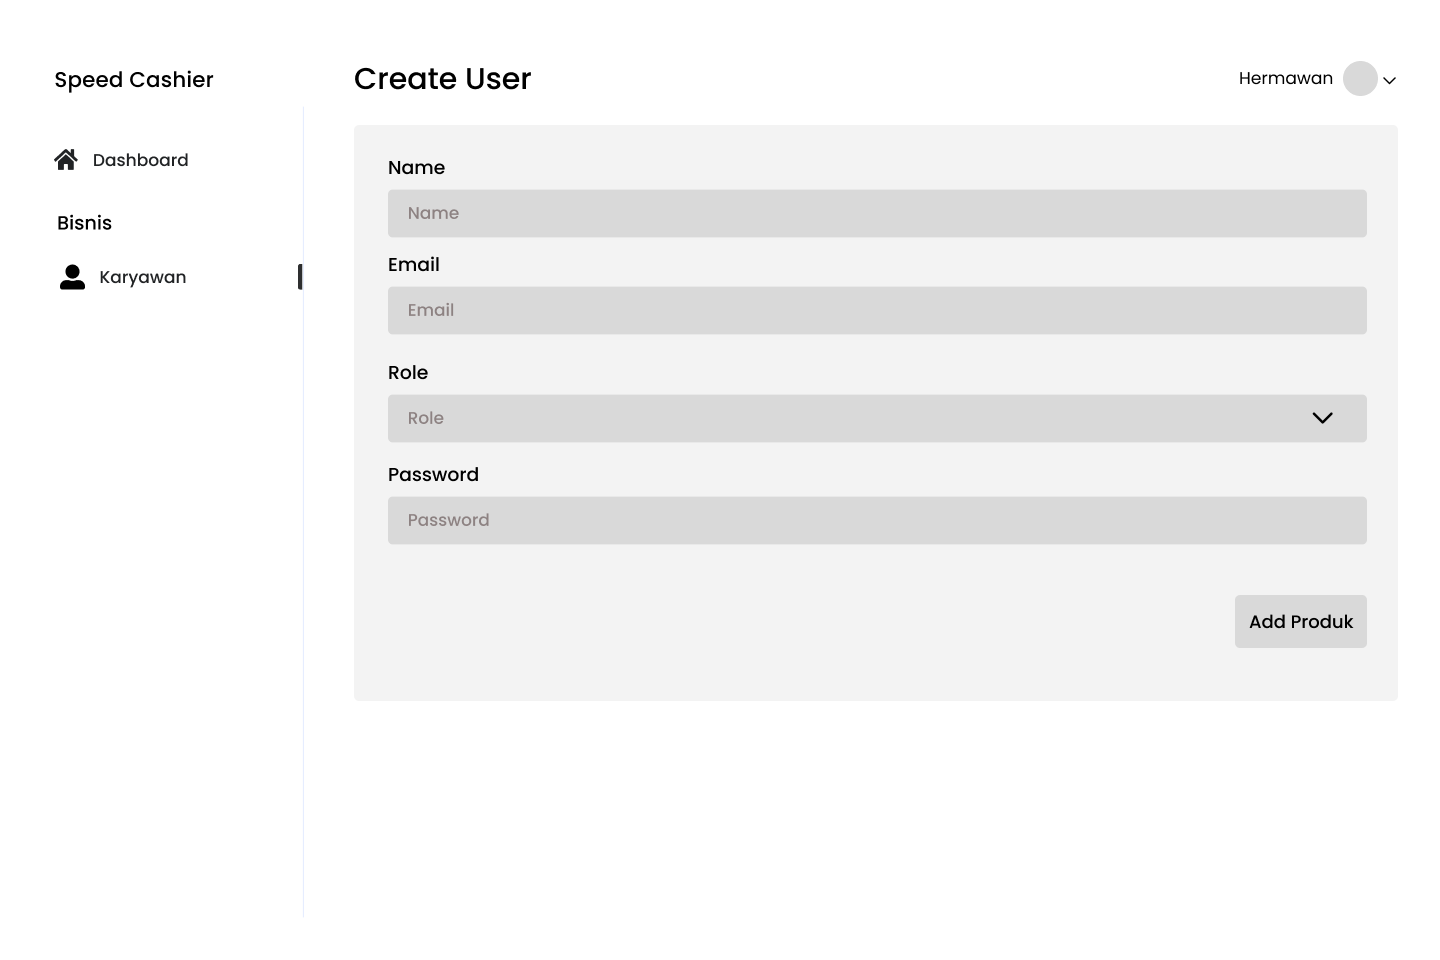 Speed Cashier
Dashboard
Bisnis
Karyawan
Create User
Hermawan
Name
Name
Email
Email
Role
Role
Password
Password
Add Produk